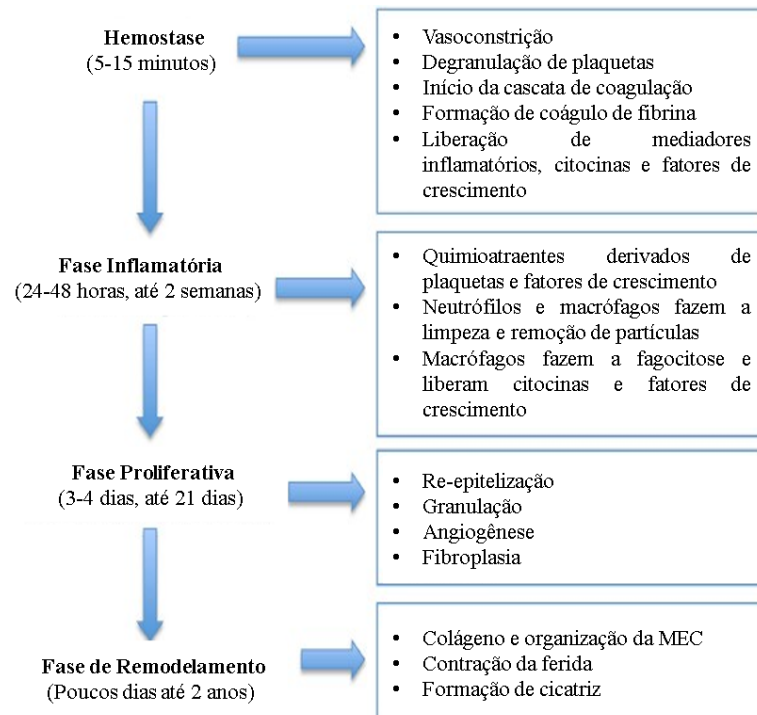 Hemostase
(5-15 minutos)
• Vasoconstrição
• Degranulação de plaquetas
• Início da cascata de coagulação
• Formação de coágulo de fibrina
• Liberação de mediadores
inflamatórios, citocinas e fatores de
crescimento
Fase Inflamatória
(24-48 horas, até 2 semanas)
• Quimioatraentes derivados de
plaquetas e fatores de crescimento
• Neutrófilos e macrófagos fazem a
limpeza e remoção de partículas
• Macrófagos fazem a fagocitose e
liberam citocinas e fatores de
crescimento
Fase Proliferativa
(3-4 dias, até 21 dias)
• Re-epitelização
• Granulação
• Angiogênese
• Fibroplasia
Fase de Remodelamento
(Poucos dias até 2 anos)
• Colágeno e organização da MEC
• Contração da ferida
• Formação de cicatriz